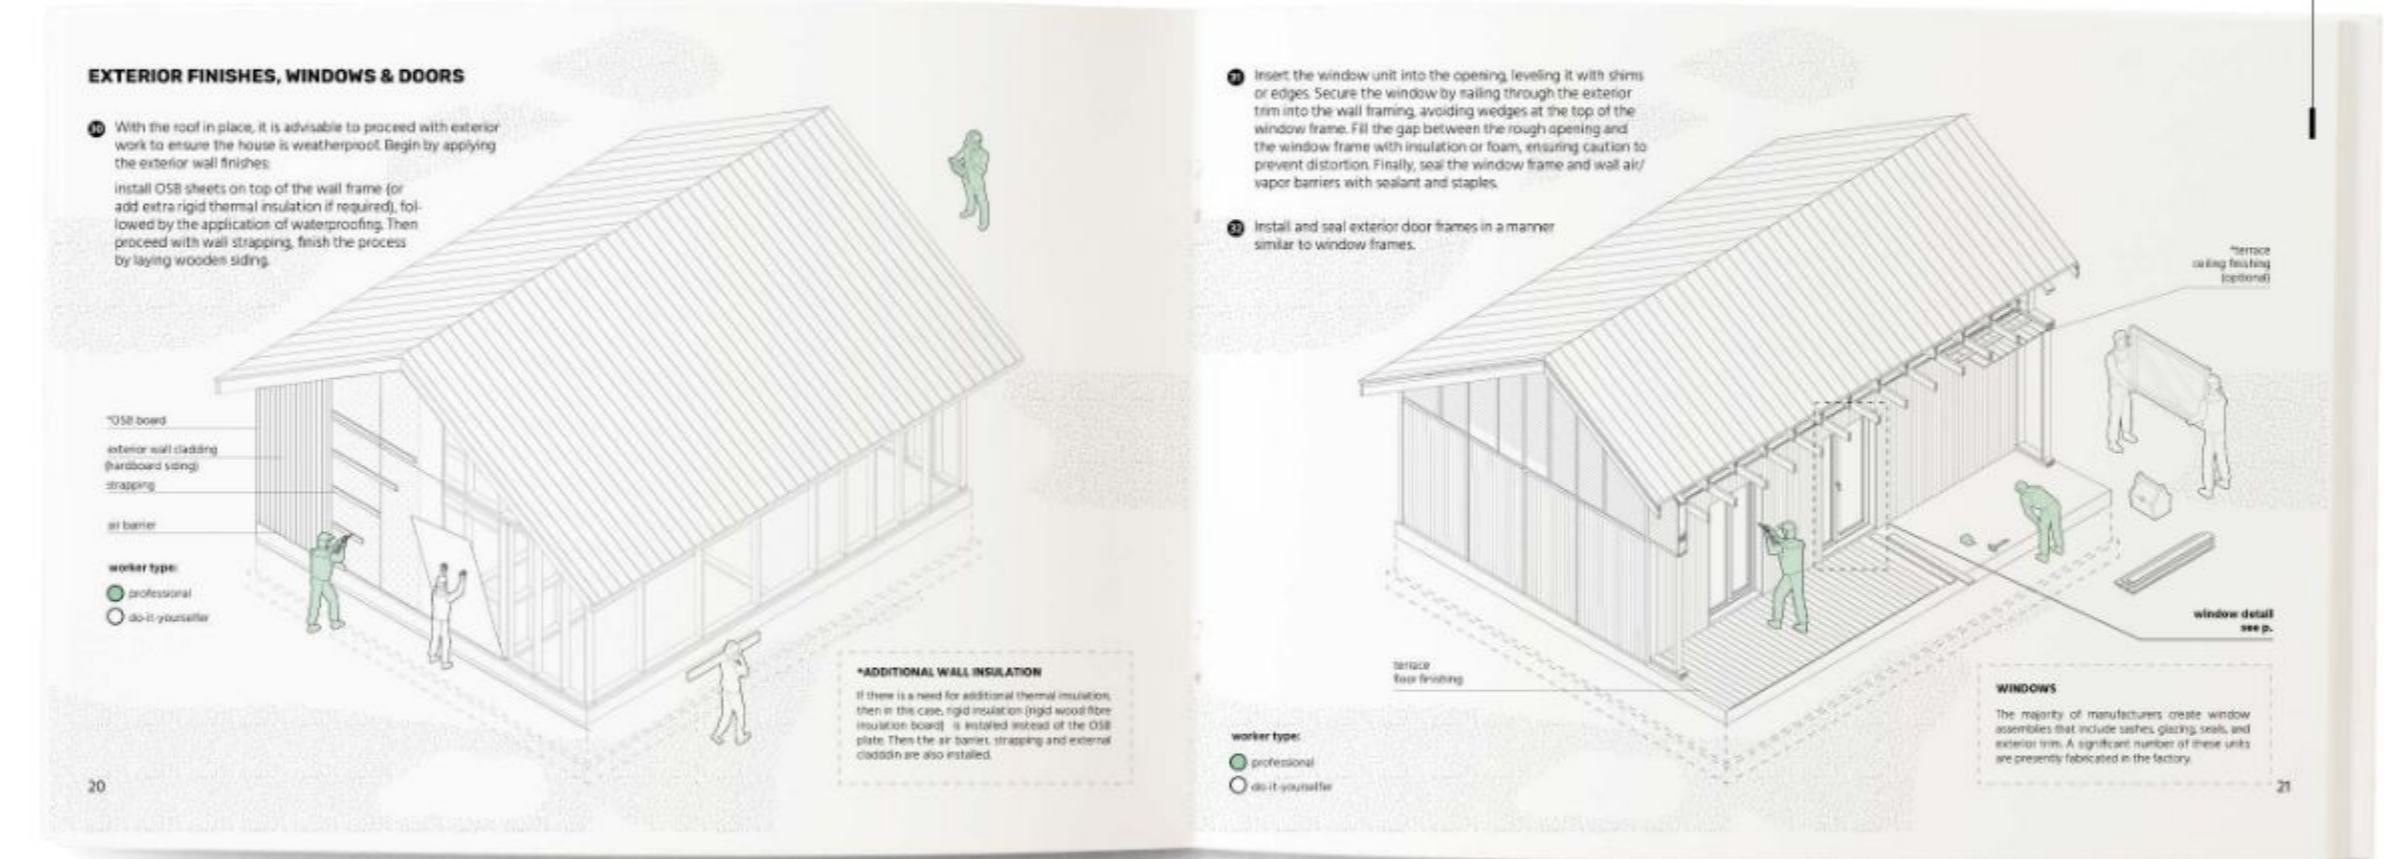 EXTERIOR FINISHES, WINDOWS & DOORS
30 With the roof in place, it is advisable to proceed with exterior
work to ensure the house is weatherproof. Begin by applying
the exterior wall finishes:
install OSB sheets on top of the wall frame (or
add extra rigid thermal insulation if required), fol-
lowed by the application of waterproofing. Then
proceed with wall strapping, finish the process
by laying wooden siding.
*OSB board
exterior wall cladding
(hardboard siding)
strapping
air barrier
worker type:
professional
do-it-yourselfer
*ADDITIONAL WALL INSULATION
If there is a need for additional thermal insulation,
then in this case, rigid insulation (rigid wood fibre
insulation board) is installed instead of the OSB
plate. Then the air barrier, strapping and external
claddidin are also installed.
20
31 Insert the window unit into the opening, leveling it with shims
or edges. Secure the window by nailing through the exterior
trim into the wall framing, avoiding wedges at the top of the
window frame. Fill the gap between the rough opening and
the window frame with insulation or foam, ensuring caution to
prevent distortion. Finally, seal the window frame and wall air/
vapor barriers with sealant and staples.
32 Install and seal exterior door frames in a manner
similar to window frames.
*terrace
ceiling finishing
(optional)
window detail
see p.
terrace
floor finishing
worker type:
professional
do-it-yourselfer
WINDOWS
The majority of manufacturers create window
assemblies that include sashes, glazing, seals, and
exterior trim. A significant number of these units
are presently fabricated in the factory.
21